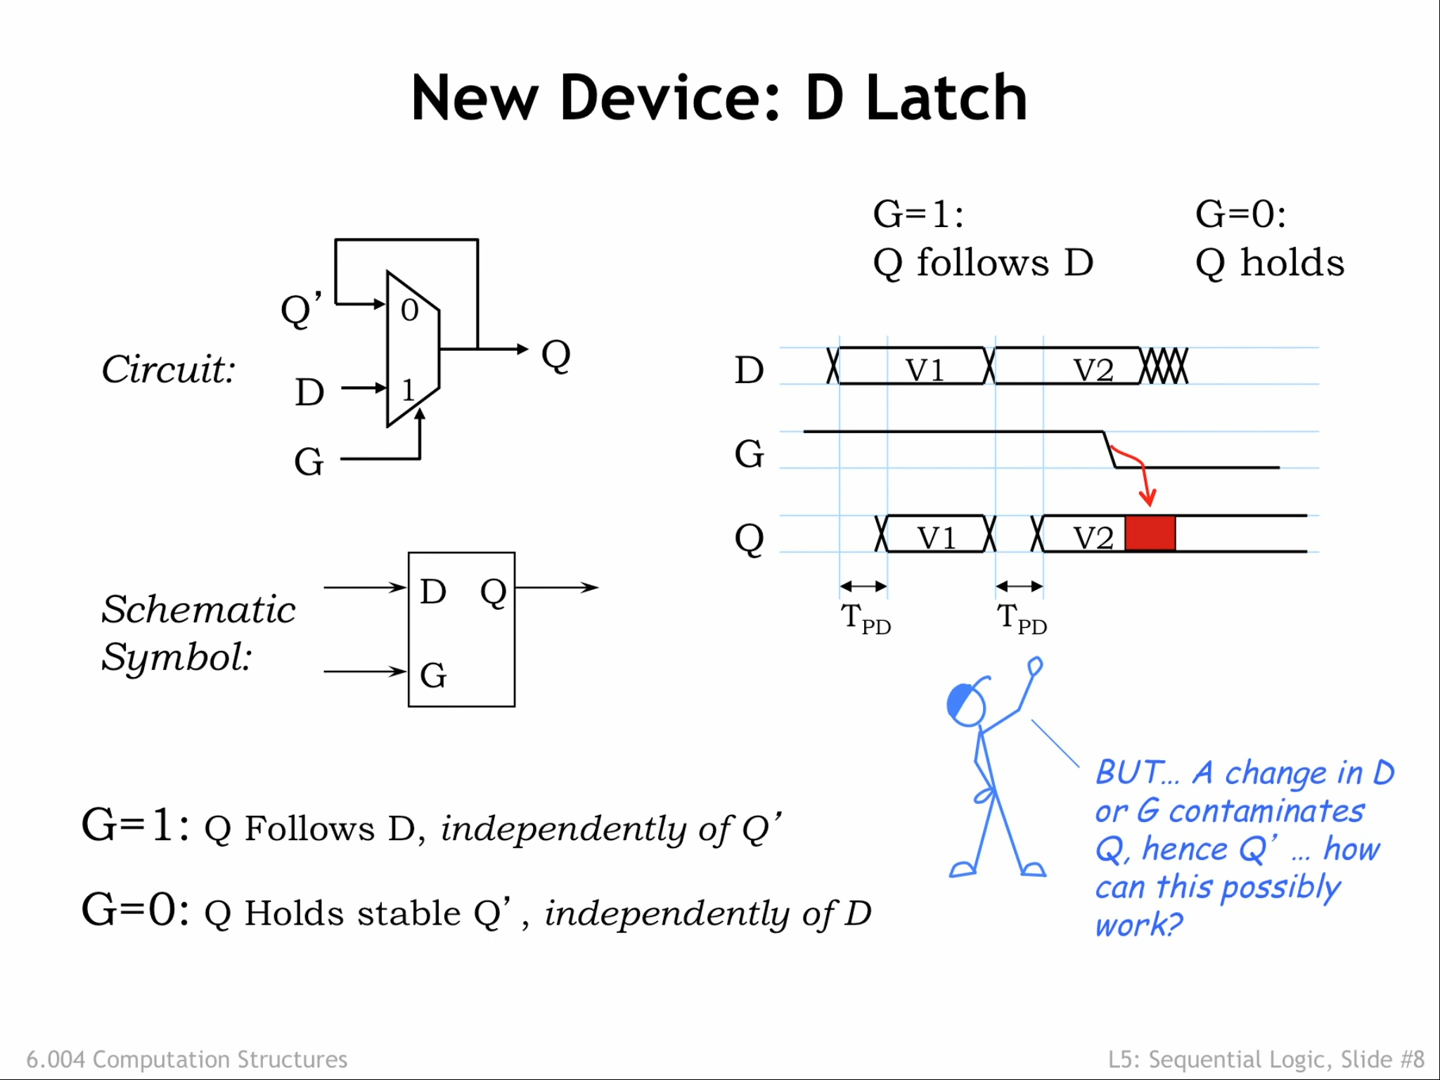 New Device: D Latch
G=1:
Q follows D
G=0:
Q holds
Circuit:
Q’
0
D
1
G
Q
D
V1
V2
G
Q
V1
V2
TPD
TPD
Schematic
Symbol:
D
Q
G
G=1: Q Follows D, independently of Q’
G=0: Q Holds stable Q’, independently of D
BUT… A change in D
or G contaminates
Q, hence Q’ … how
can this possibly
work?
6.004 Computation Structures
L5: Sequential Logic, Slide #8